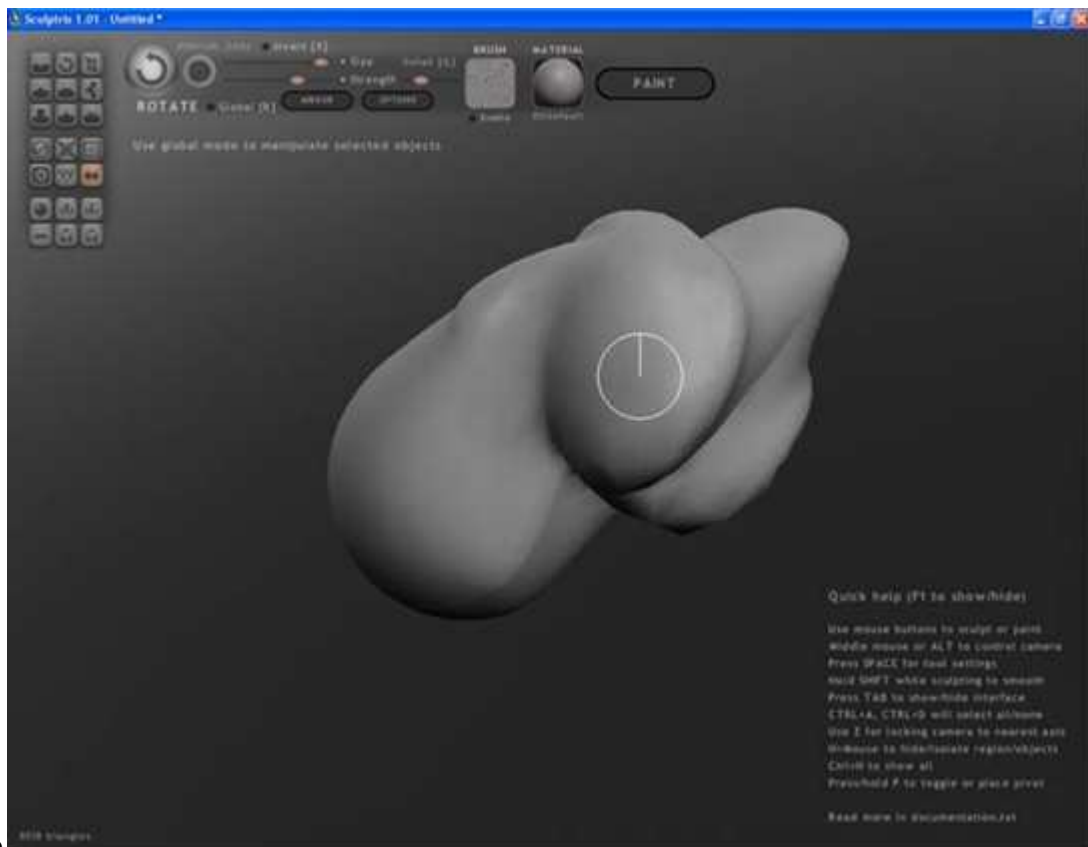 Sculptris 1.01 - Untitled *
Invert [X]
Size
Detail [Q]
Strength
ROTATE
Global [R]
OPTIONS
BRUSH
Enable
MATERIAL
PAINT
Use global mode to manipulate selected objects.
Quick help (F1 to show/hide)
Use mouse buttons to sculpt or paint
Middle mouse or ALT to control camera
Press SPACE for tool settings
Hold SHIFT while sculpting to smooth
Press TAB to show/hide interface
CTRL+A, CTRL+D will select all/none
Use Z for locking camera to nearest axis
H+Mouse to hide/isolate region/objects
Ctrl+H to show all
Press/hold P to toggle or place pivot
Read more in documentation.txt
triangles